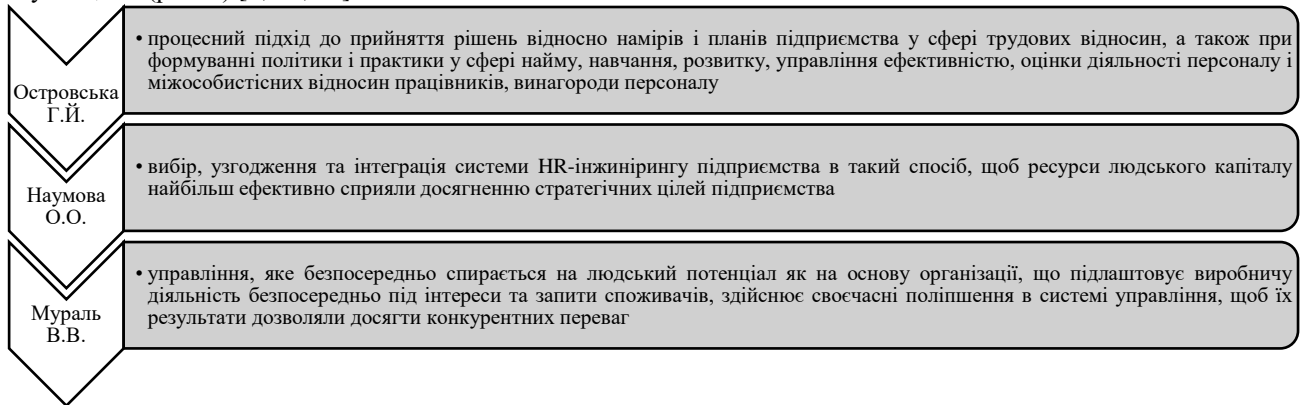 Островська
Г.Й.
• процесний підхід до прийняття рішень відносно намірів і планів підприємства у сфері трудових відносин, а також при
формуванні політики і практики у сфері найму, навчання, розвитку, управління ефективністю, оцінки діяльності персоналу і
міжособистісних відносин працівників, винагороди персоналу
Наумова
О.О.
• вибір, узгодження та інтеграція системи HR-інжинірингу підприємства в такий спосіб, щоб ресурси людського капіталу
найбільш ефективно сприяли досягненню стратегічних цілей підприємства
Мураль
В.В.
• управління, яке безпосередньо спирається на людський потенціал як на основу організації, що підлаштовує виробничу
діяльність безпосередньо під інтереси та запити споживачів, здійснює своєчасні поліпшення в системі управління, щоб їх
результати дозволяли досягти конкурентних переваг